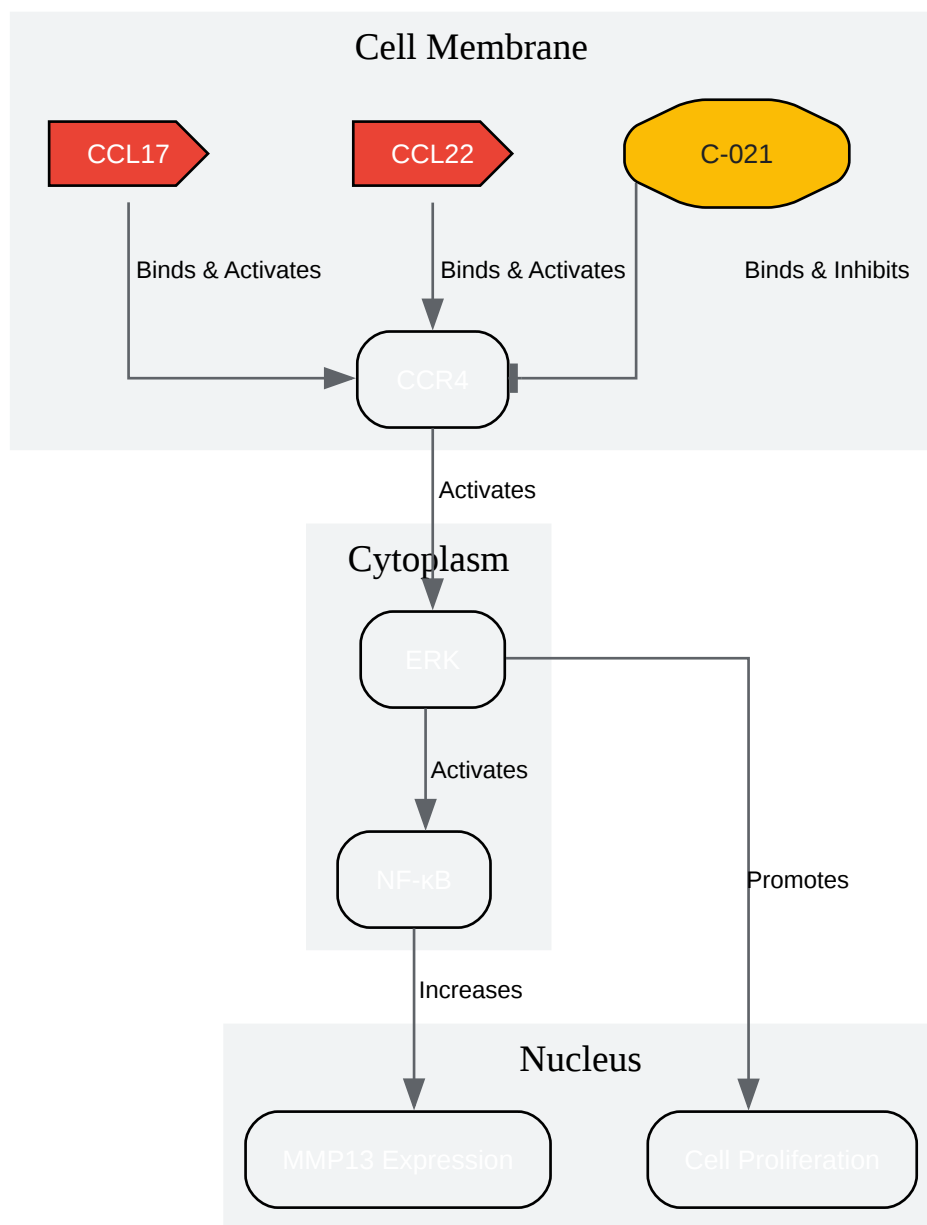 Cell Membrane
CCL17
CCL22
C-021
Binds & Activates
Binds & Activates
Binds & Inhibits
CCR4
Activates
Cytoplasm
ERK
Activates
NF-κB
Promotes
Increases
Nucleus
MMP13 Expression
Cell Proliferation